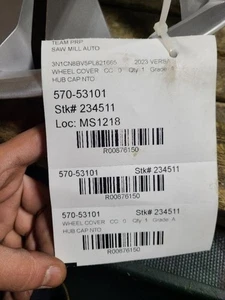 TEAM PRP
SAW MILL AUTO
3N1CN8BV5PL821665 2023 VERSA
WHEEL COVER CC: 0 Qty 1 Grade: A
HUB CAP NTO
570-53101
Stk# 234511
Loc: MS1218
R00876150
570-53101 Stk# 234511
R00876150
570-53101 Stk# 234511
WHEEL COVER CC: 0 Qty: 1 Grade: A
HUB CAP NTO
R00876150